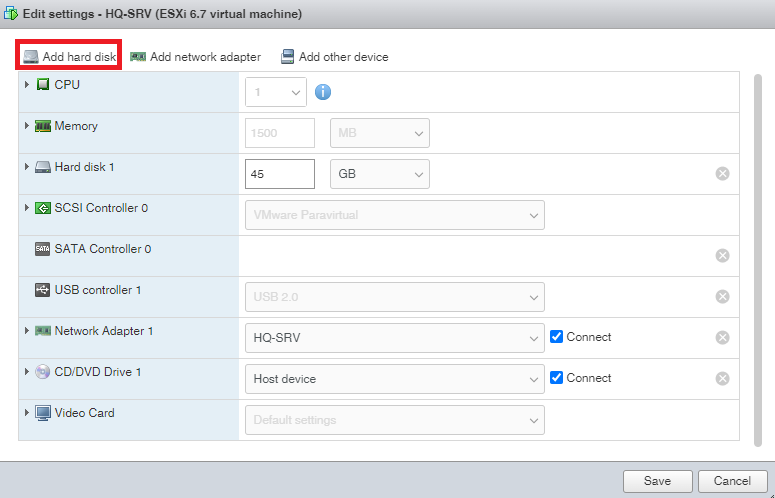 Edit settings - HQ-SRV (ESXi 6.7 virtual machine)
Add hard disk Add network adapter Add other device
CPU 1
Memory 1500 MB
Hard disk 1 45 GB
SCSI Controller 0 VMware Paravirtual
SATA SATA Controller 0
USB controller 1 USB 2.0
Network Adapter 1 HQ-SRV Connect
CD/DVD Drive 1 Host device Connect
Video Card Default settings
Save Cancel